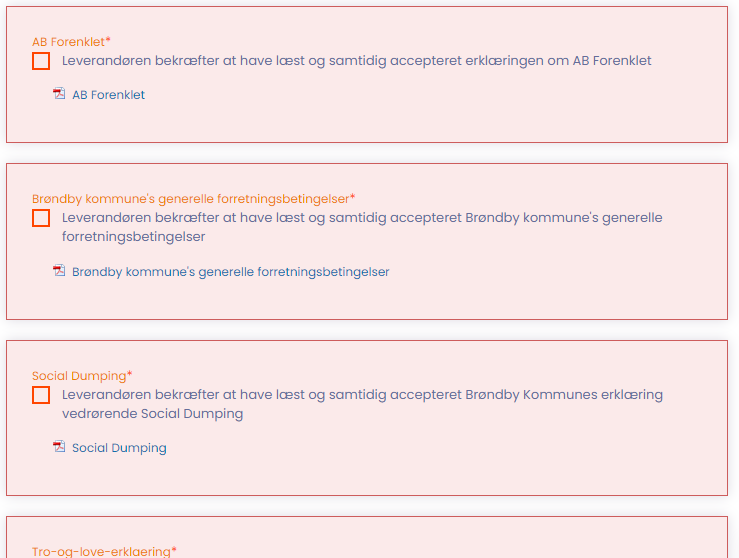 AB Forenklet*
Leverandøren bekræfter at have læst og samtidig accepteret erklæringen om AB Forenklet
AB Forenklet
Brøndby kommune's generelle forretningsbetingelser*
Leverandøren bekræfter at have læst og samtidig accepteret Brøndby kommune's generelle
forretningsbetingelser
Brøndby kommune's generelle forretningsbetingelser
Social Dumping*
Leverandøren bekræfter at have læst og samtidig accepteret Brøndby Kommunes erklæring
vedrørende Social Dumping
Social Dumping
Tro-og-love-erklaering*